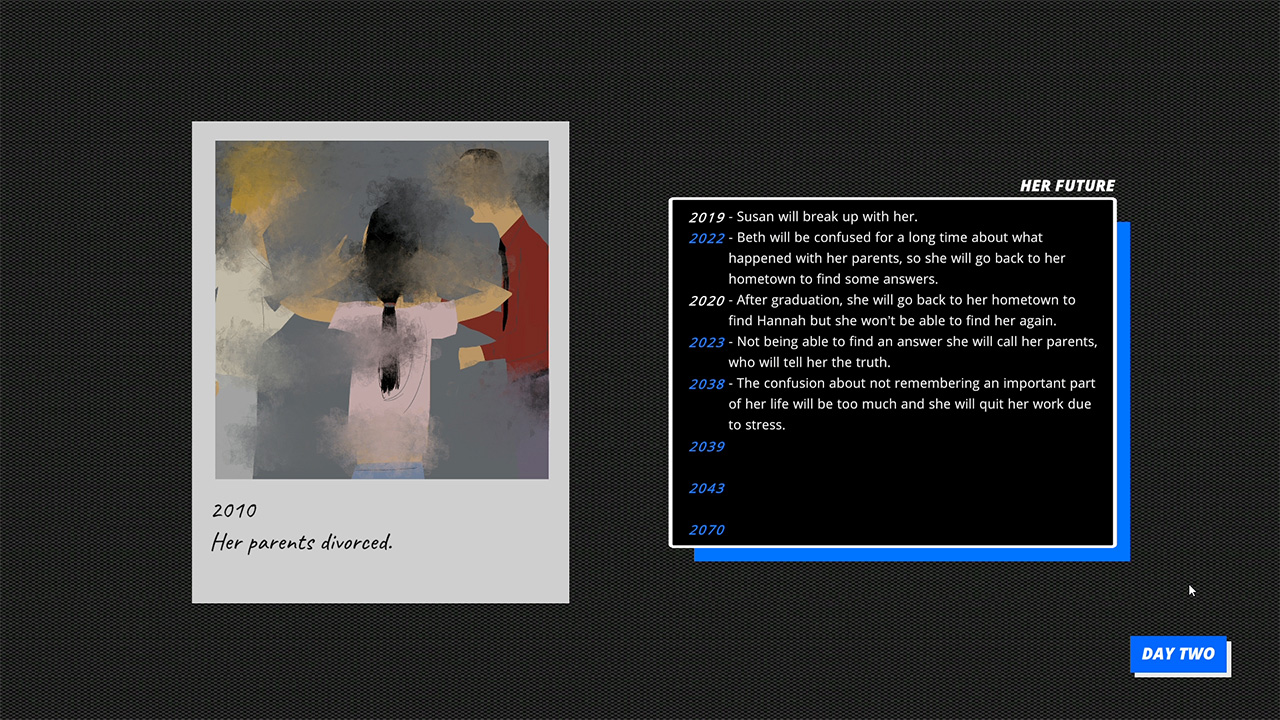 HER FUTURE
2019 - Susan will break up with her.
2022 - Beth will be confused for a long time about what
happened with her parents, so she will go back to her
hometown to find some answers.
2020 - After graduation, she will go back to her hometown to
find Hannah but she won't be able to find her again.
2023 - Not being able to find an answer she will call her parents,
who will tell her the truth.
2038 - The confusion about not remembering an important part
of her life will be too much and she will quit her work due
to stress.
2039
2043
2070
2010
Her parents divorced.
DAY TWO